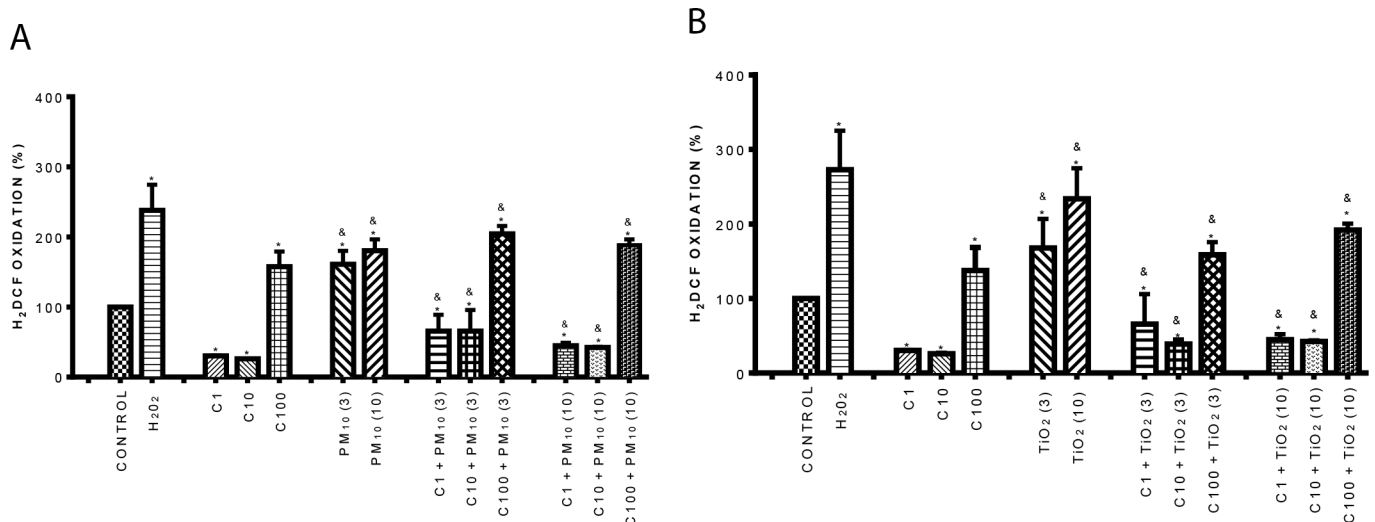 A
H₂DCF OXIDATION (%)
400
300
200
100
0
*
*
*
*
&
*
&
*
&
*
&
*
&
*
&
*
&
*
&
*
CONTROL
H₂O₂
C1
C10
C100
PM₁₀ (3)
PM₁₀ (10)
C1 + PM₁₀ (3)
C10 + PM₁₀ (3)
C100 + PM₁₀ (3)
C1 + PM₁₀ (10)
C10 + PM₁₀ (10)
C100 + PM₁₀ (10)
B
H₂DCF OXIDATION (%)
400
300
200
100
0
*
*
*
*
&
*
&
*
&
*
&
*
&
*
&
*
&
*
&
*
CONTROL
H₂O₂
C1
C10
C100
TiO₂ (3)
TiO₂ (10)
C1 + TiO₂ (3)
C10 + TiO₂ (3)
C100 + TiO₂ (3)
C1 + TiO₂ (10)
C10 + TiO₂ (10)
C100 + TiO₂ (10)